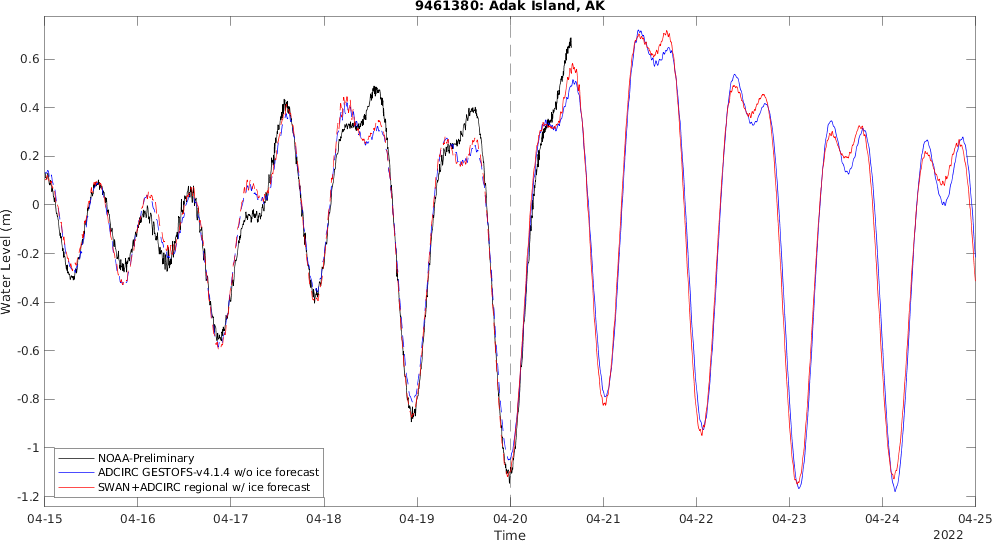 9461380: Adak Island, AK
Water Level (m)
0.6
0.4
0.2
0
-0.2
-0.4
-0.6
-0.8
-1
-1.2
NOAA-Preliminary
ADCIRC GESTOFS-v4.1.4 w/o ice forecast
SWAN+ADCIRC regional w/ ice forecast
04-15 04-16 04-17 04-18 04-19 04-20 04-21 04-22 04-23 04-24 04-25
Time
2022